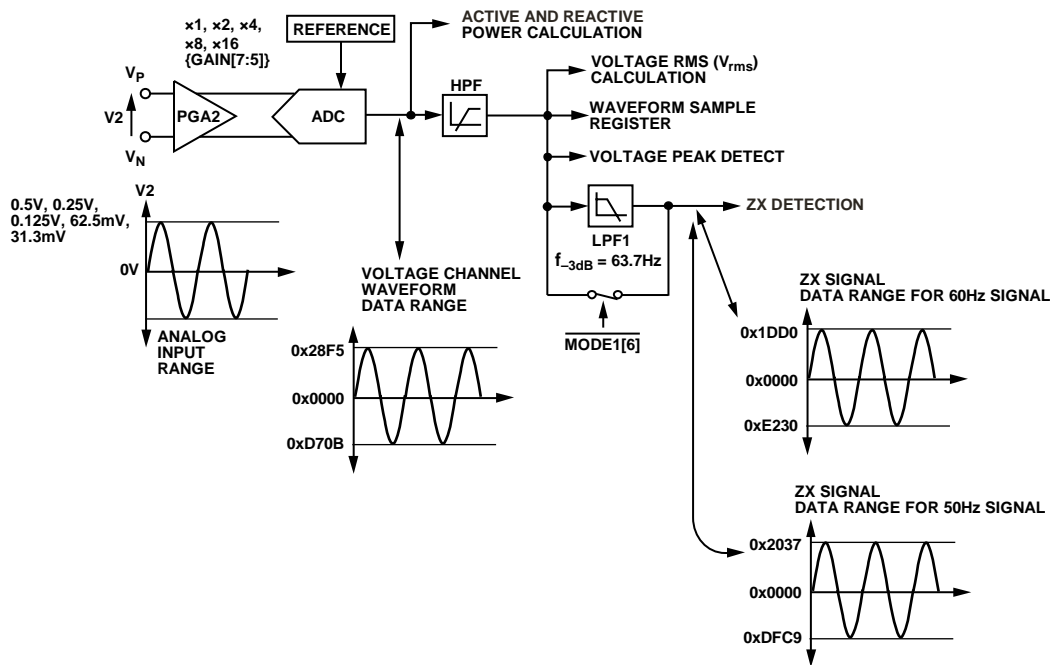 ×1, ×2, ×4,
×8, ×16
{GAIN[7:5]}
REFERENCE
ACTIVE AND REACTIVE
POWER CALCULATION
VP
V2
VN
PGA2
ADC
HPF
VOLTAGE RMS (Vrms)
CALCULATION
WAVEFORM SAMPLE
REGISTER
VOLTAGE PEAK DETECT
ZX DETECTION
LPF1
f–3dB = 63.7Hz
MODE1[6]
V2
0.5V, 0.25V,
0.125V, 62.5mV,
31.3mV
0V
ANALOG
INPUT
RANGE
VOLTAGE CHANNEL
WAVEFORM
DATA RANGE
0x28F5
0x0000
0xD70B
ZX SIGNAL
DATA RANGE FOR 60Hz SIGNAL
0x1DD0
0x0000
0xE230
ZX SIGNAL
DATA RANGE FOR 50Hz SIGNAL
0x2037
0x0000
0xDFC9